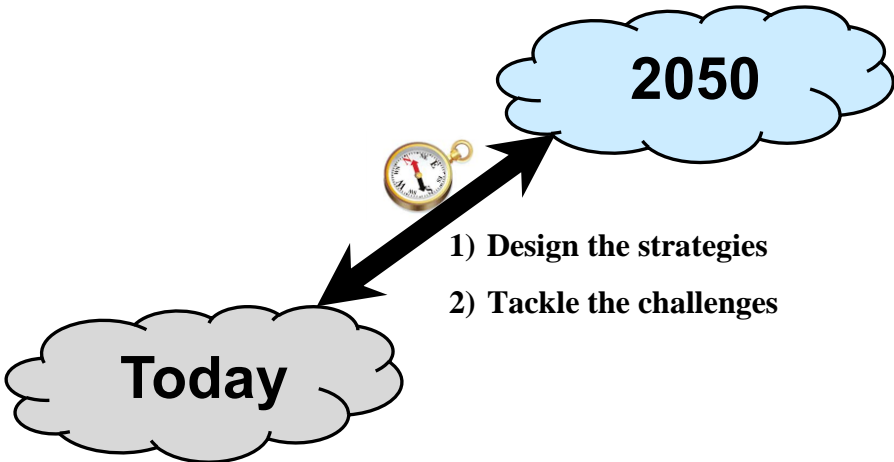 2050
1) Design the strategies
2) Tackle the challenges
Today